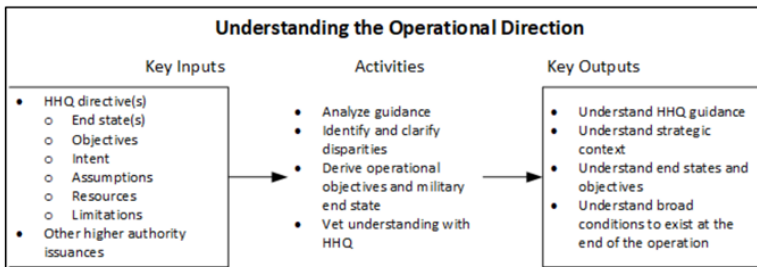 Understanding the Operational Direction
Key Inputs
• HHQ directive(s)
o End state(s)
o Objectives
o Intent
o Assumptions
o Resources
o Limitations
• Other higher authority
issuances
Activities
• Analyze guidance
• Identify and clarify
disparities
• Derive operational
objectives and military
end state
• Vet understanding with
HHQ
Key Outputs
• Understand HHQ guidance
• Understand strategic
context
• Understand end states and
objectives
• Understand broad
conditions to exist at the
end of the operation